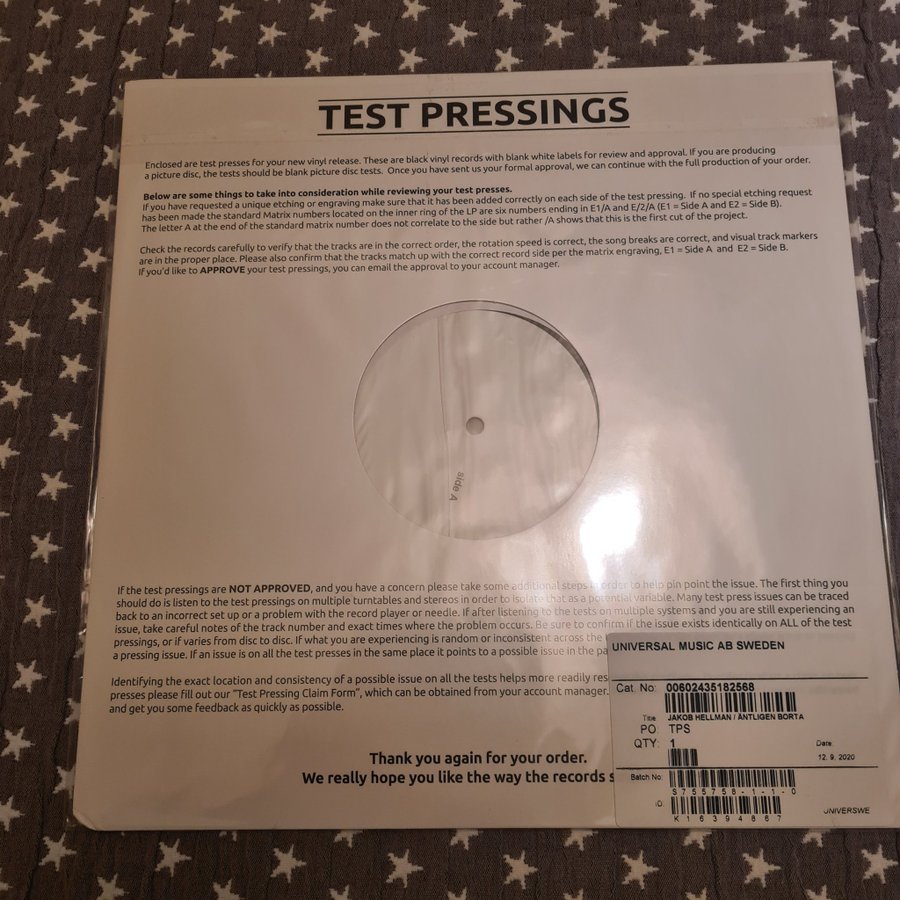 TEST PRESSINGS
Enclosed are test presses for your new vinyl release. These are black vinyl records with blank white labels for review and approval. If you are producing
a picture disc, the tests should be blank picture disc tests. Once you have sent us your formal approval, we can continue with the full production of your order.
Below are some things to take into consideration while reviewing your test presses.
If you have requested a unique etching or engraving make sure that it has been added correctly on each side of the test pressing. If no special etching request
has been made the standard Matrix numbers located on the inner ring of the LP are six numbers ending in E1/A and E/2/A (E1 = Side A and E2 = Side B).
The letter A at the end of the standard matrix number does not correlate to the side but rather /A shows that this is the first cut of the project.
Check the records carefully to verify that the tracks are in the correct order, the rotation speed is correct, the song breaks are correct, and visual track markers
are in the proper place. Please also confirm that the tracks match up with the correct record side per the matrix engraving, E1 = Side A and E2 = Side B.
If you'd like to APPROVE your test pressings, you can email the approval to your account manager.
side A
If the test pressings are NOT APPROVED, and you have a concern please take some additional steps in order to help pin point the issue. The first thing you
should do is listen to the test pressings on multiple turntables and stereos in order to isolate that as a potential variable. Many test press issues can be traced
back to an incorrect set up or a problem with the record player or needle. If after listening to the tests on multiple systems and you are still experiencing an
issue, take careful notes of the track number and exact times where the problem occurs. Be sure to confirm if the issue exists identically on ALL of the test
pressings, or if varies from disc to disc. If what you are experiencing is random or inconsistent across the
a pressing issue. If an issue is on all the test presses in the same place it points to a possible issue in the
Identifying the exact location and consistency of a possible issue on all the tests helps more readily
presses please fill out our "Test Pressing Claim Form", which can be obtained from your account manager.
and get you some feedback as quickly as possible.
Thank you again for your order.
We really hope you like the way the records
UNIVERSAL MUSIC AB SWEDEN
Cat. No: 00602435182568
Title JAKOB HELLMAN / ÄNTLIGEN BORTA
PO: TPS
QTY: 1
Date:
12. 9. 2020
Batch No:
S755758-1-1-0
ID:
K16394867
UNIVERSWE